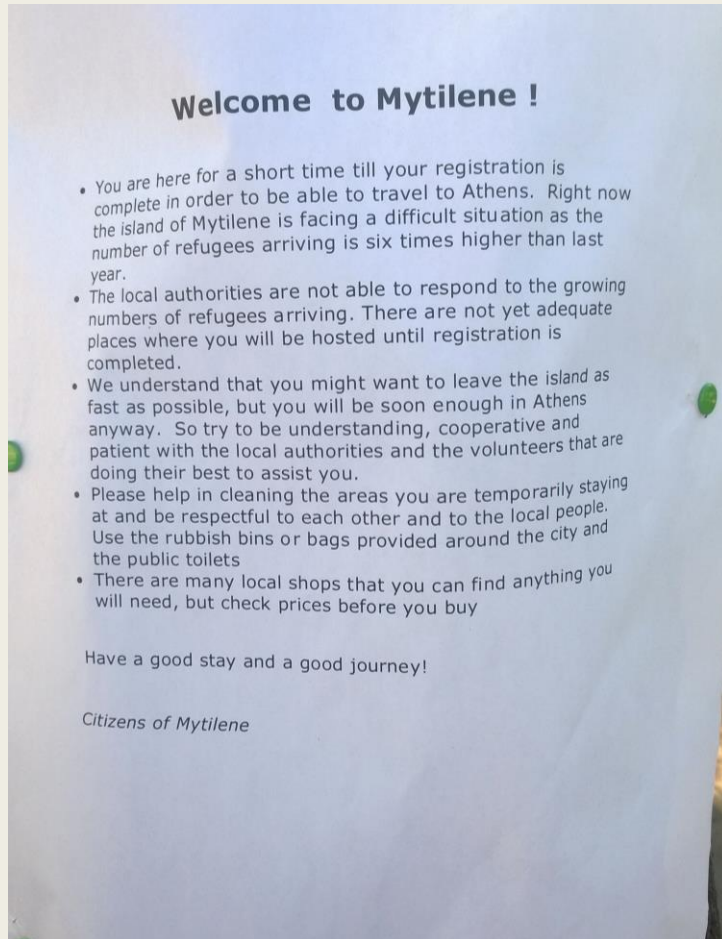 Welcome to Mytilene !
• You are here for a short time till your registration is
complete in order to be able to travel to Athens. Right now
the island of Mytilene is facing a difficult situation as the
number of refugees arriving is six times higher than last
year.
• The local authorities are not able to respond to the growing
numbers of refugees arriving. There are not yet adequate
places where you will be hosted until registration is
completed.
• We understand that you might want to leave the island as
fast as possible, but you will be soon enough in Athens
anyway. So try to be understanding, cooperative and
patient with the local authorities and the volunteers that are
doing their best to assist you.
• Please help in cleaning the areas you are temporarily staying
at and be respectful to each other and to the local people.
Use the rubbish bins or bags provided around the city and
the public toilets
• There are many local shops that you can find anything you
will need, but check prices before you buy
Have a good stay and a good journey!
Citizens of Mytilene